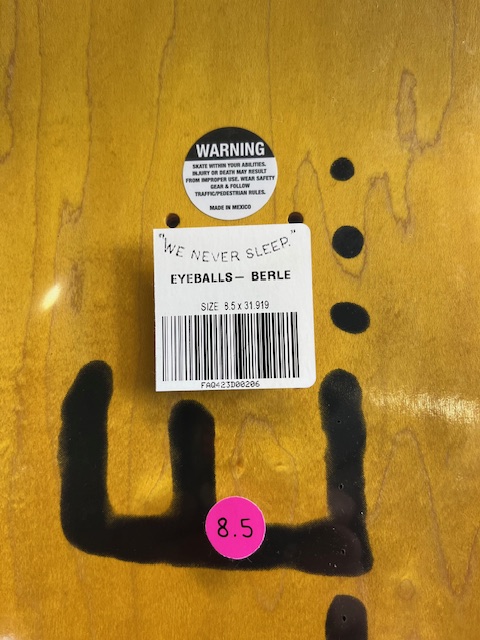 WARNING
SKATE WITHIN YOUR ABILITIES.
INJURY OR DEATH MAY RESULT
FROM IMPROPER USE. WEAR SAFETY
GEAR & FOLLOW
TRAFFIC/PEDESTRIAN RULES.
MADE IN MEXICO
"WE NEVER SLEEP."
EYEBALLS— BERLE
SIZE 8.5 x 31.919
FAQ423D00206
E
8.5